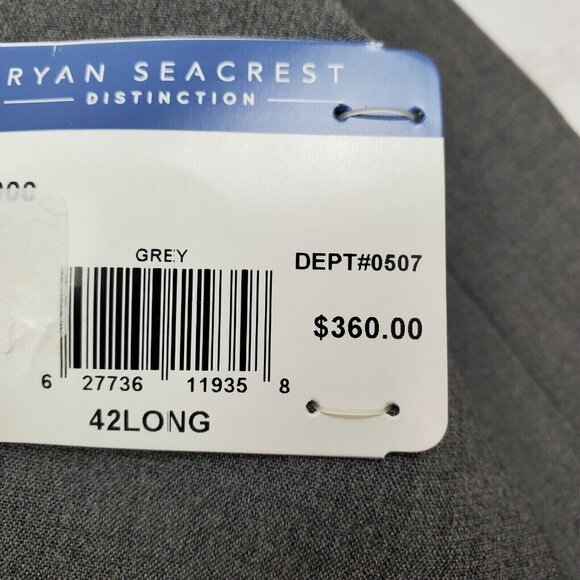 RYAN SEACREST
DISTINCTION
GREY
DEPT#0507
$360.00
6 27736 11935 8
42LONG